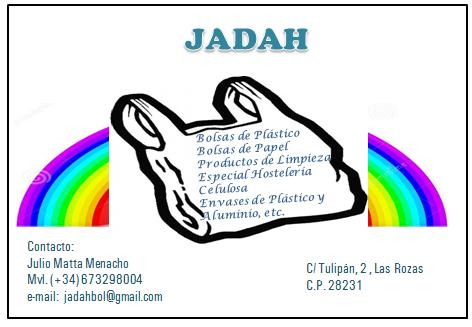 JADAH
Bolsas de Plástico
Bolsas de Papel
Productos de Limpieza
Especial Hostelería
Celulosa
Envases de Plástico y
Aluminio, etc.
Contacto:
Julio Matta Menacho
Mvl. (+34) 673298004
e-mail: jadahbol@gmail.com
C/ Tulipán, 2 , Las Rozas
C.P. 28231